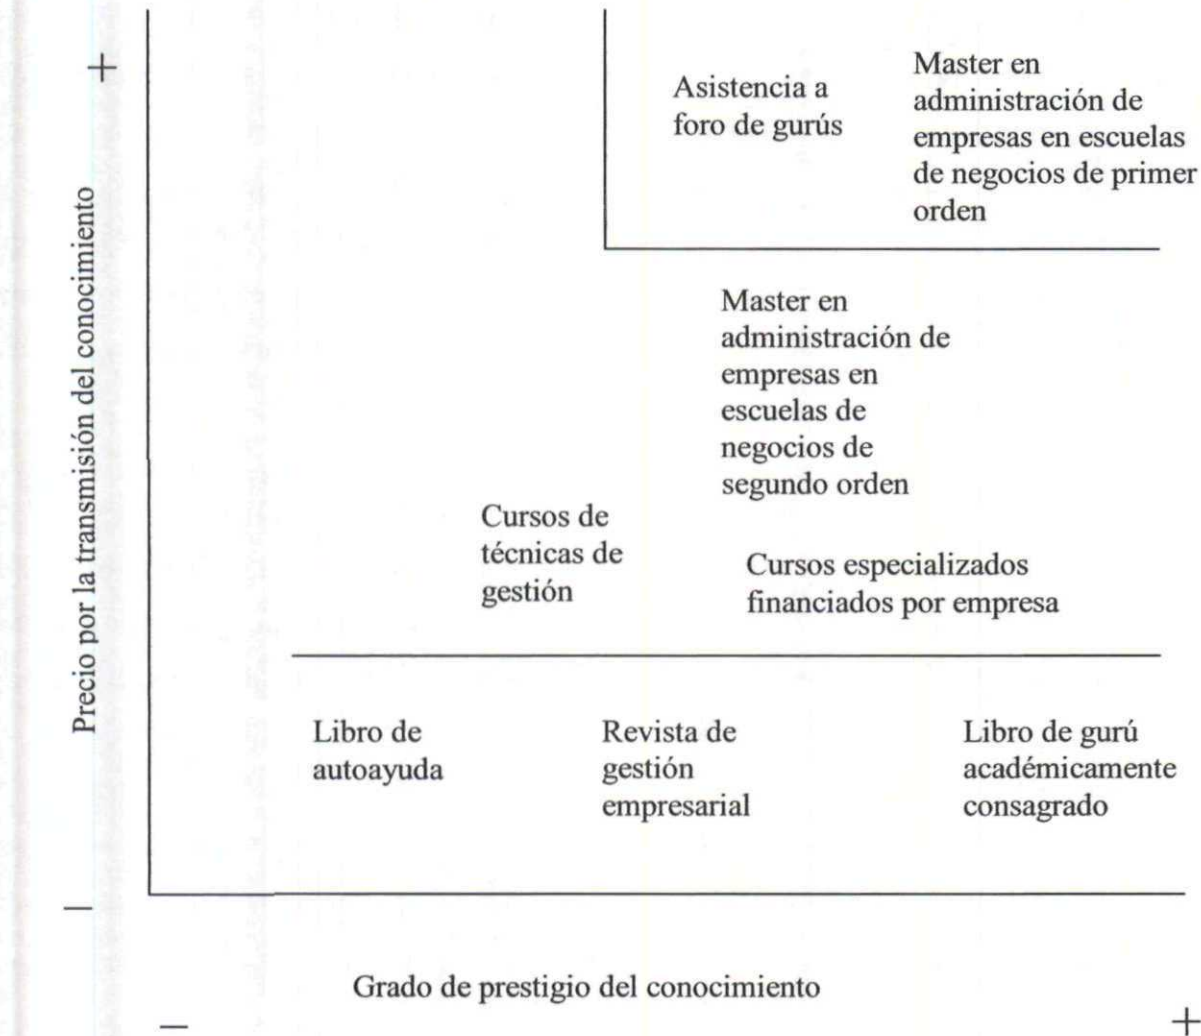 +
Precio por la transmisión del conocimiento
Asistencia a
foro de gurús
Master en
administración de
empresas en escuelas
de negocios de primer
orden
Master en
administración de
empresas en
escuelas de
negocios de
segundo orden
Cursos de
técnicas de
gestión
Cursos especializados
financiados por empresa
Libro de
autoayuda
Revista de
gestión
empresarial
Libro de gurú
académicamente
consagrado
—
Grado de prestigio del conocimiento
—
+